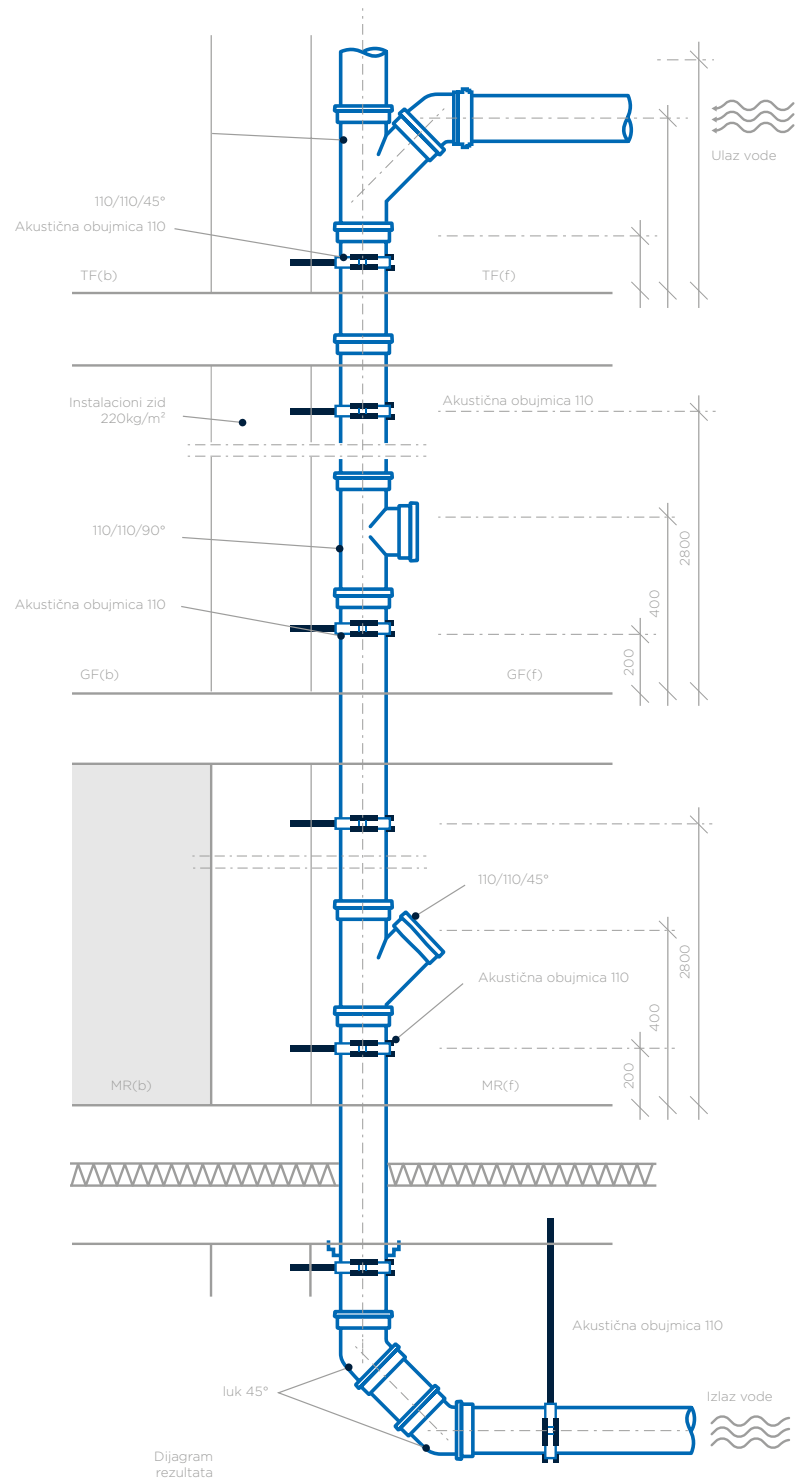 Ulaz vode
110/110/45°
Akustična obujmica 110
TF(b)
TF(f)
Instalacioni zid
220kg/m²
Akustična obujmica 110
110/110/90°
2800
400
Akustična obujmica 110
200
GF(b)
GF(f)
110/110/45°
2800
Akustična obujmica 110
400
200
MR(b)
MR(f)
Akustična obujmica 110
luk 45°
Izlaz vode
Dijagram
rezultata